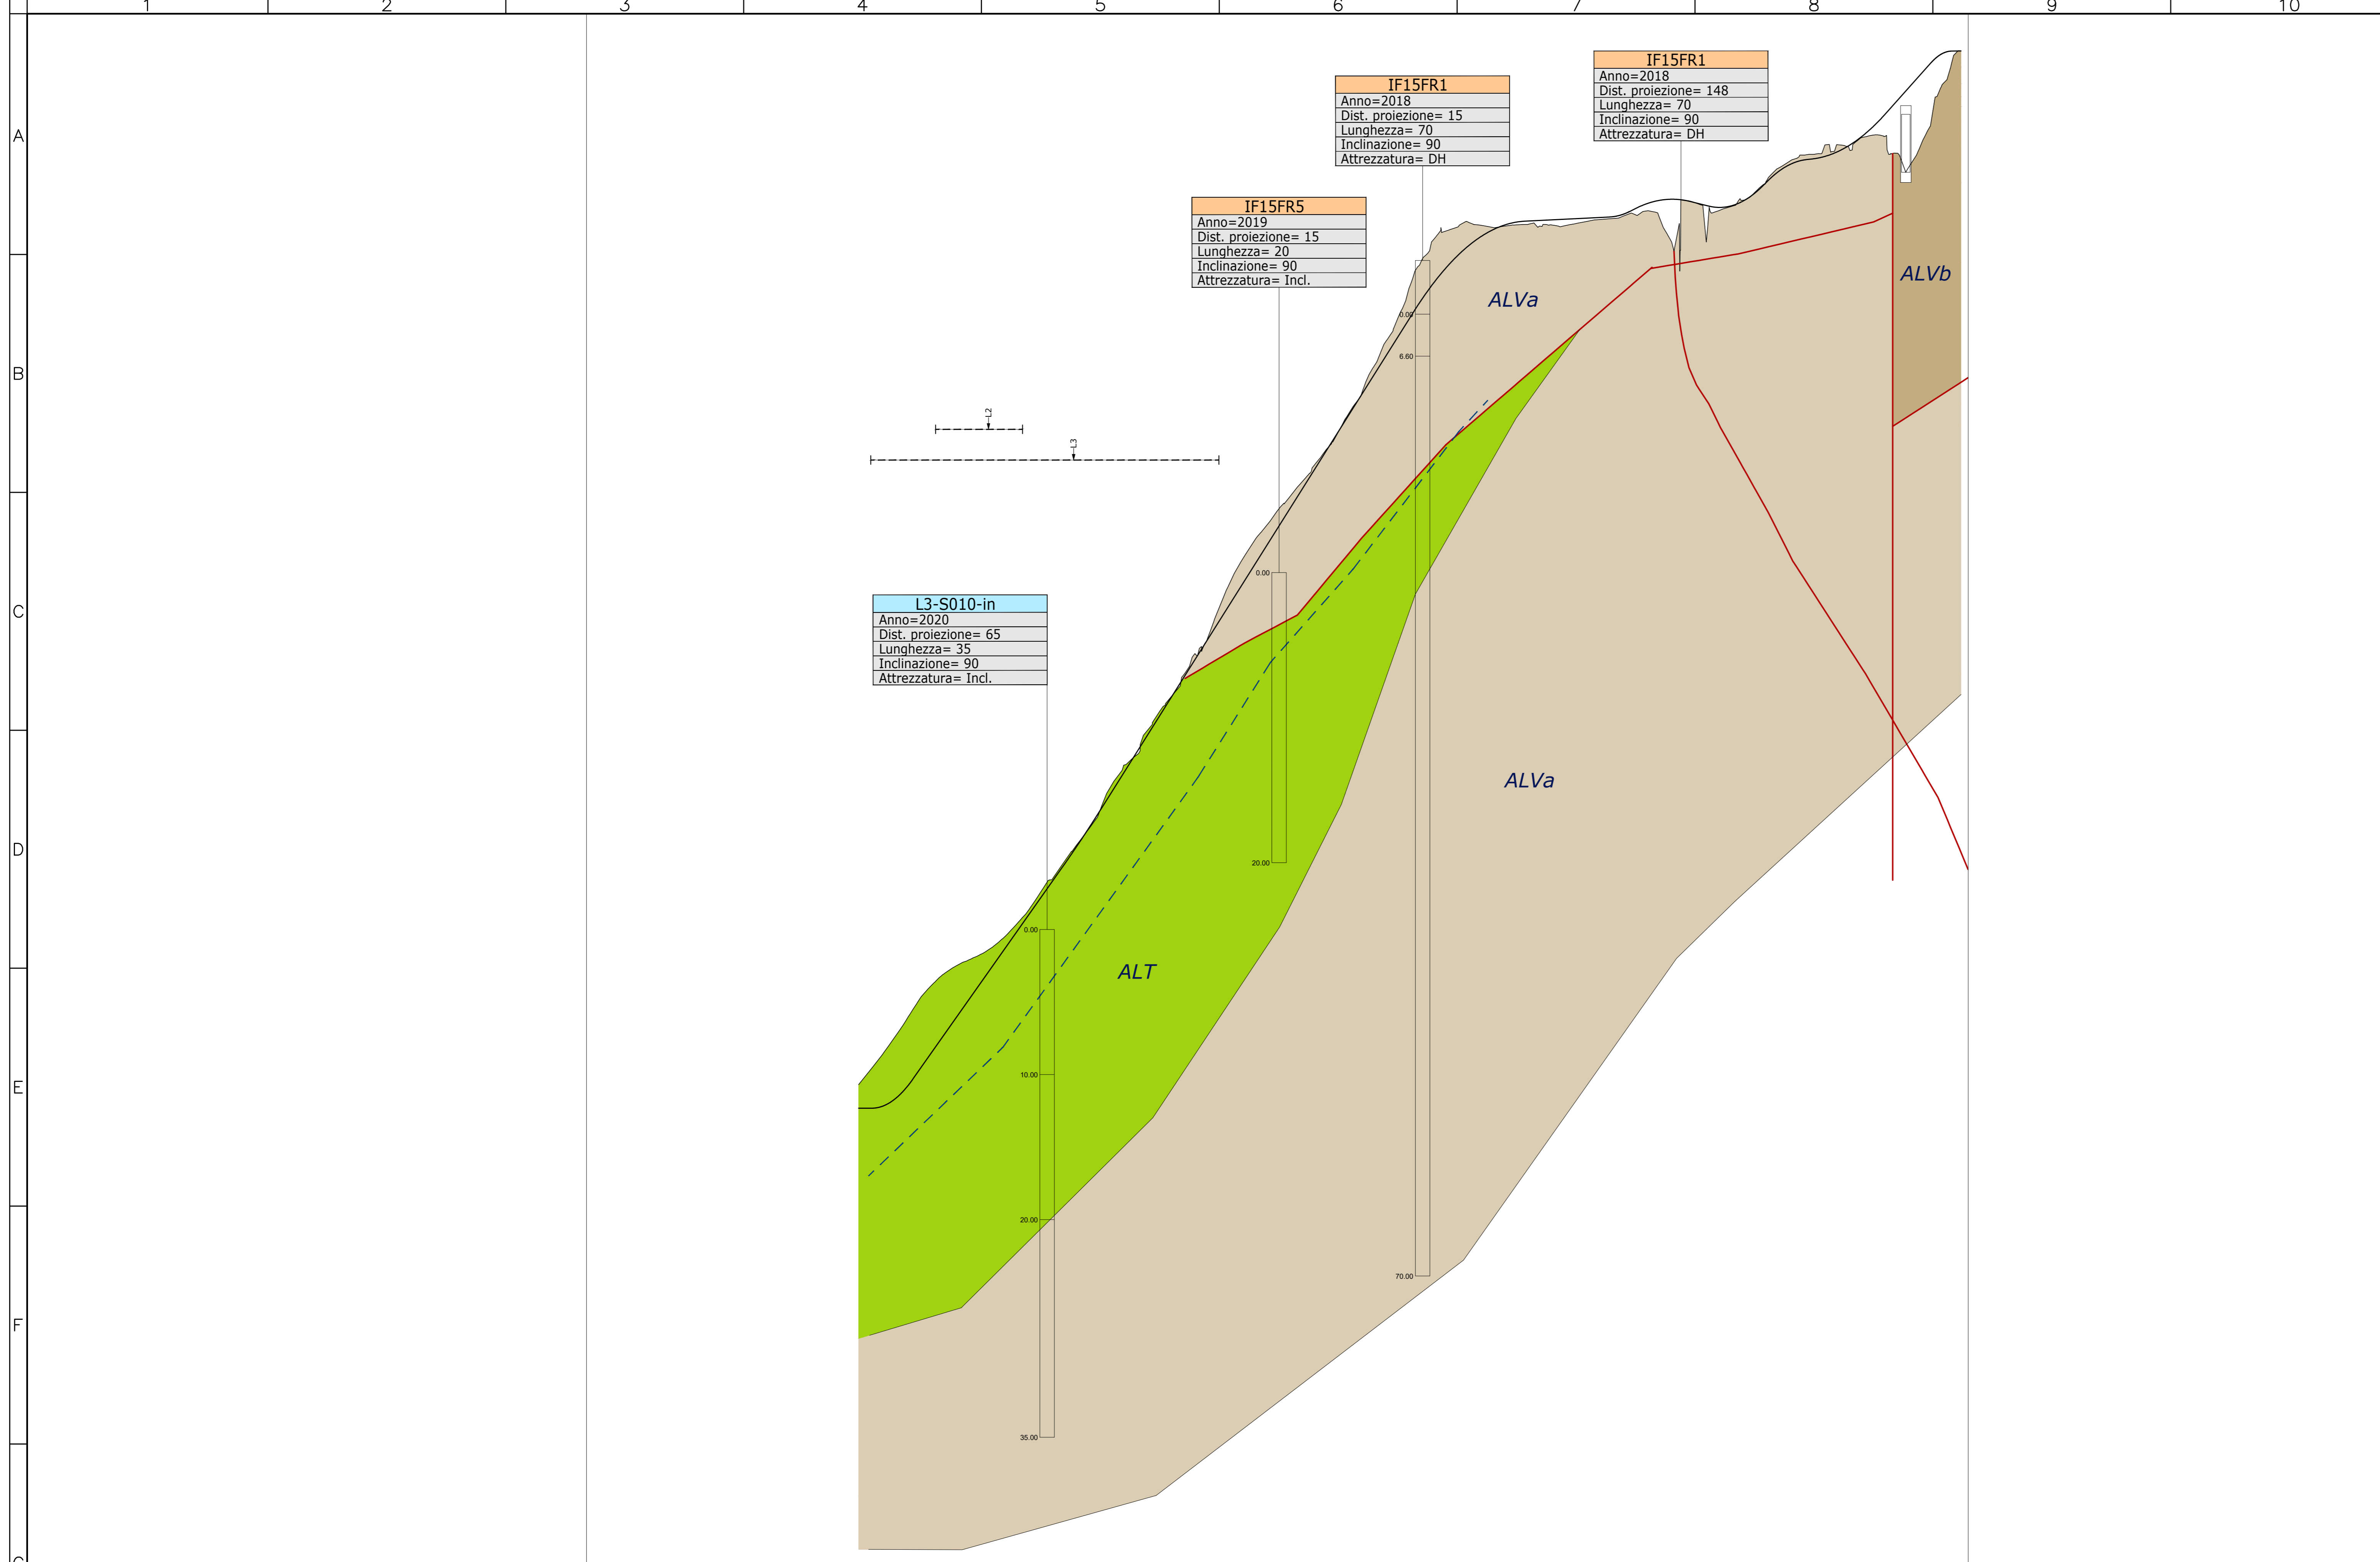 1 2 3 4 5 6 7 8 9 10
A
B
C
D
E
F
G
IF15FR1
Anno=2018
Dist. proiezione= 148
Lunghezza= 70
Inclinazione= 90
Attrezzatura= DH
IF15FR1
Anno=2018
Dist. proiezione= 15
Lunghezza= 70
Inclinazione= 90
Attrezzatura= DH
IF15FR5
Anno=2019
Dist. proiezione= 15
Lunghezza= 20
Inclinazione= 90
Attrezzatura= Incl.
ALVb
ALVa
0.00
6.60
L2
L3
0.00
L3-S010-in
Anno=2020
Dist. proiezione= 65
Lunghezza= 35
Inclinazione= 90
Attrezzatura= Incl.
ALVa
20.00
0.00
ALT
10.00
20.00
70.00
35.00